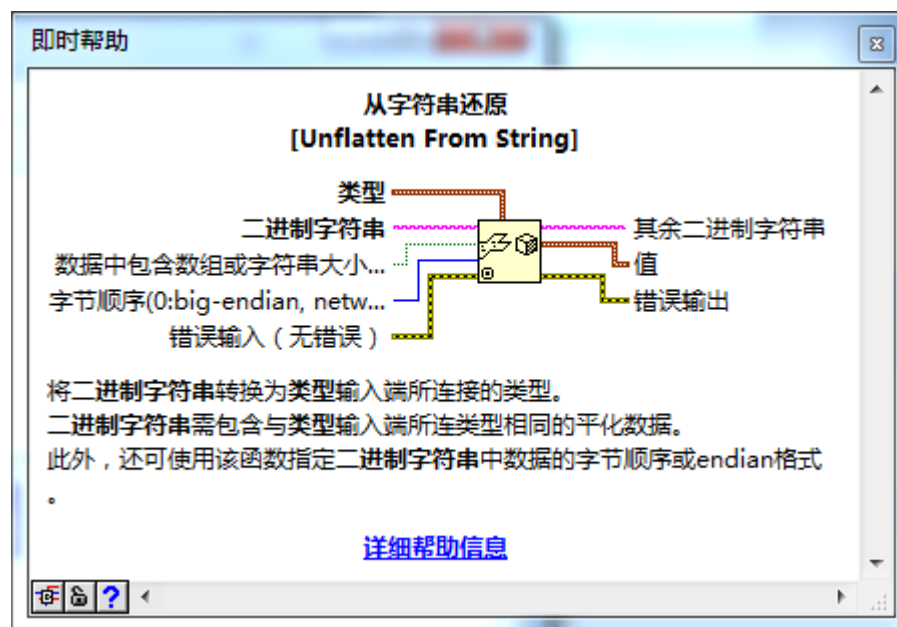 即时帮助
从字符串还原
[Unflatten From String]
类型
二进制字符串
其余二进制字符串
数据中包含数组或字符串大小...
值
字节顺序(0:big-endian, netw...
错误输出
错误输入（无错误）
将二进制字符串转换为类型输入端所连接的类型。
二进制字符串需包含与类型输入端所连类型相同的平化数据。
此外，还可使用该函数指定二进制字符串中数据的字节顺序或endian格式
。
详细帮助信息